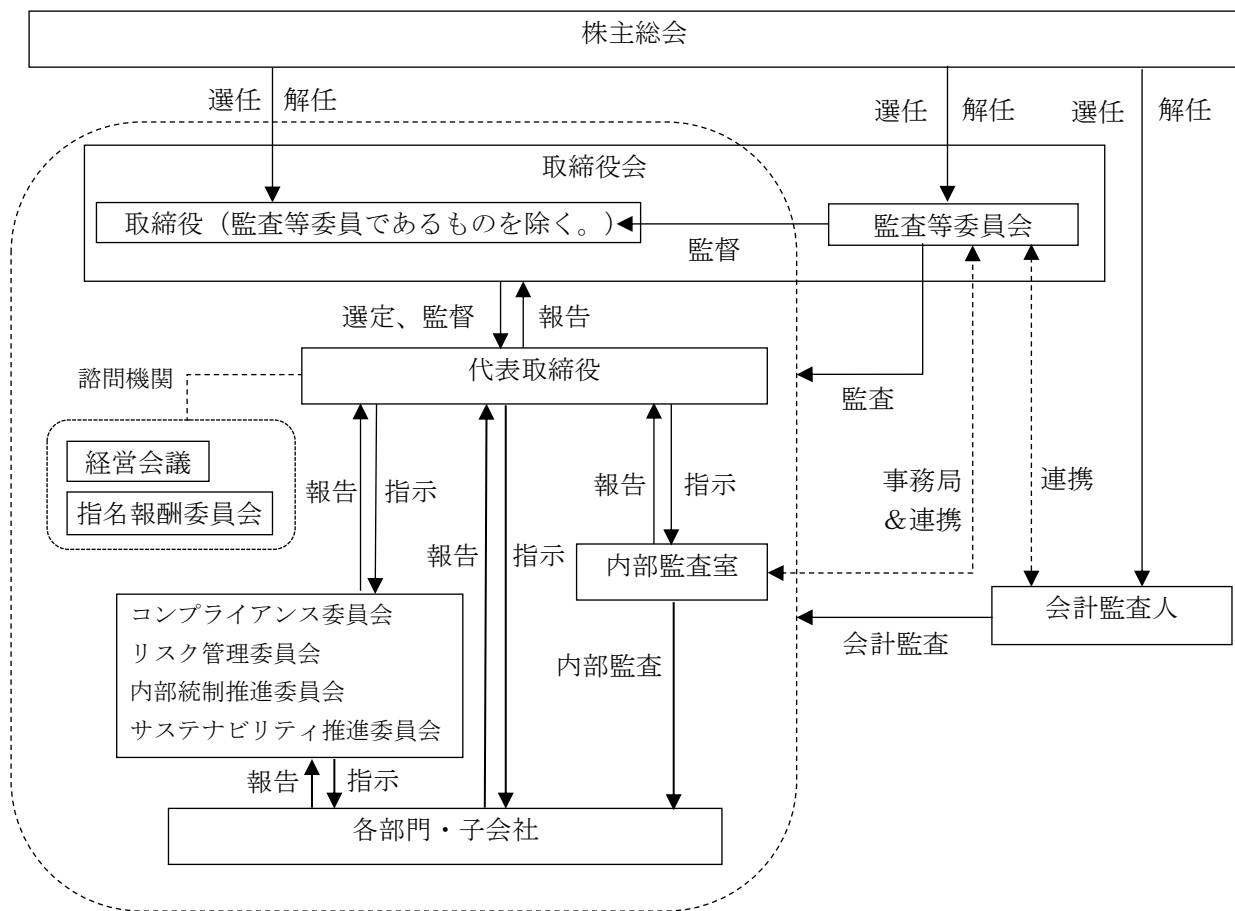 株主総会
選任
解任
選任
解任
選任
解任
取締役会
取締役（監査等委員であるものを除く。）
監査等委員会
監督
選定、監督
報告
代表取締役
諮問機関
監査
経営会議
指名報酬委員会
報告
指示
報告
指示
報告
指示
事務局
＆連携
連携
内部監査室
コンプライアンス委員会
リスク管理委員会
内部統制推進委員会
サステナビリティ推進委員会
会計監査人
会計監査
内部監査
報告
指示
各部門・子会社